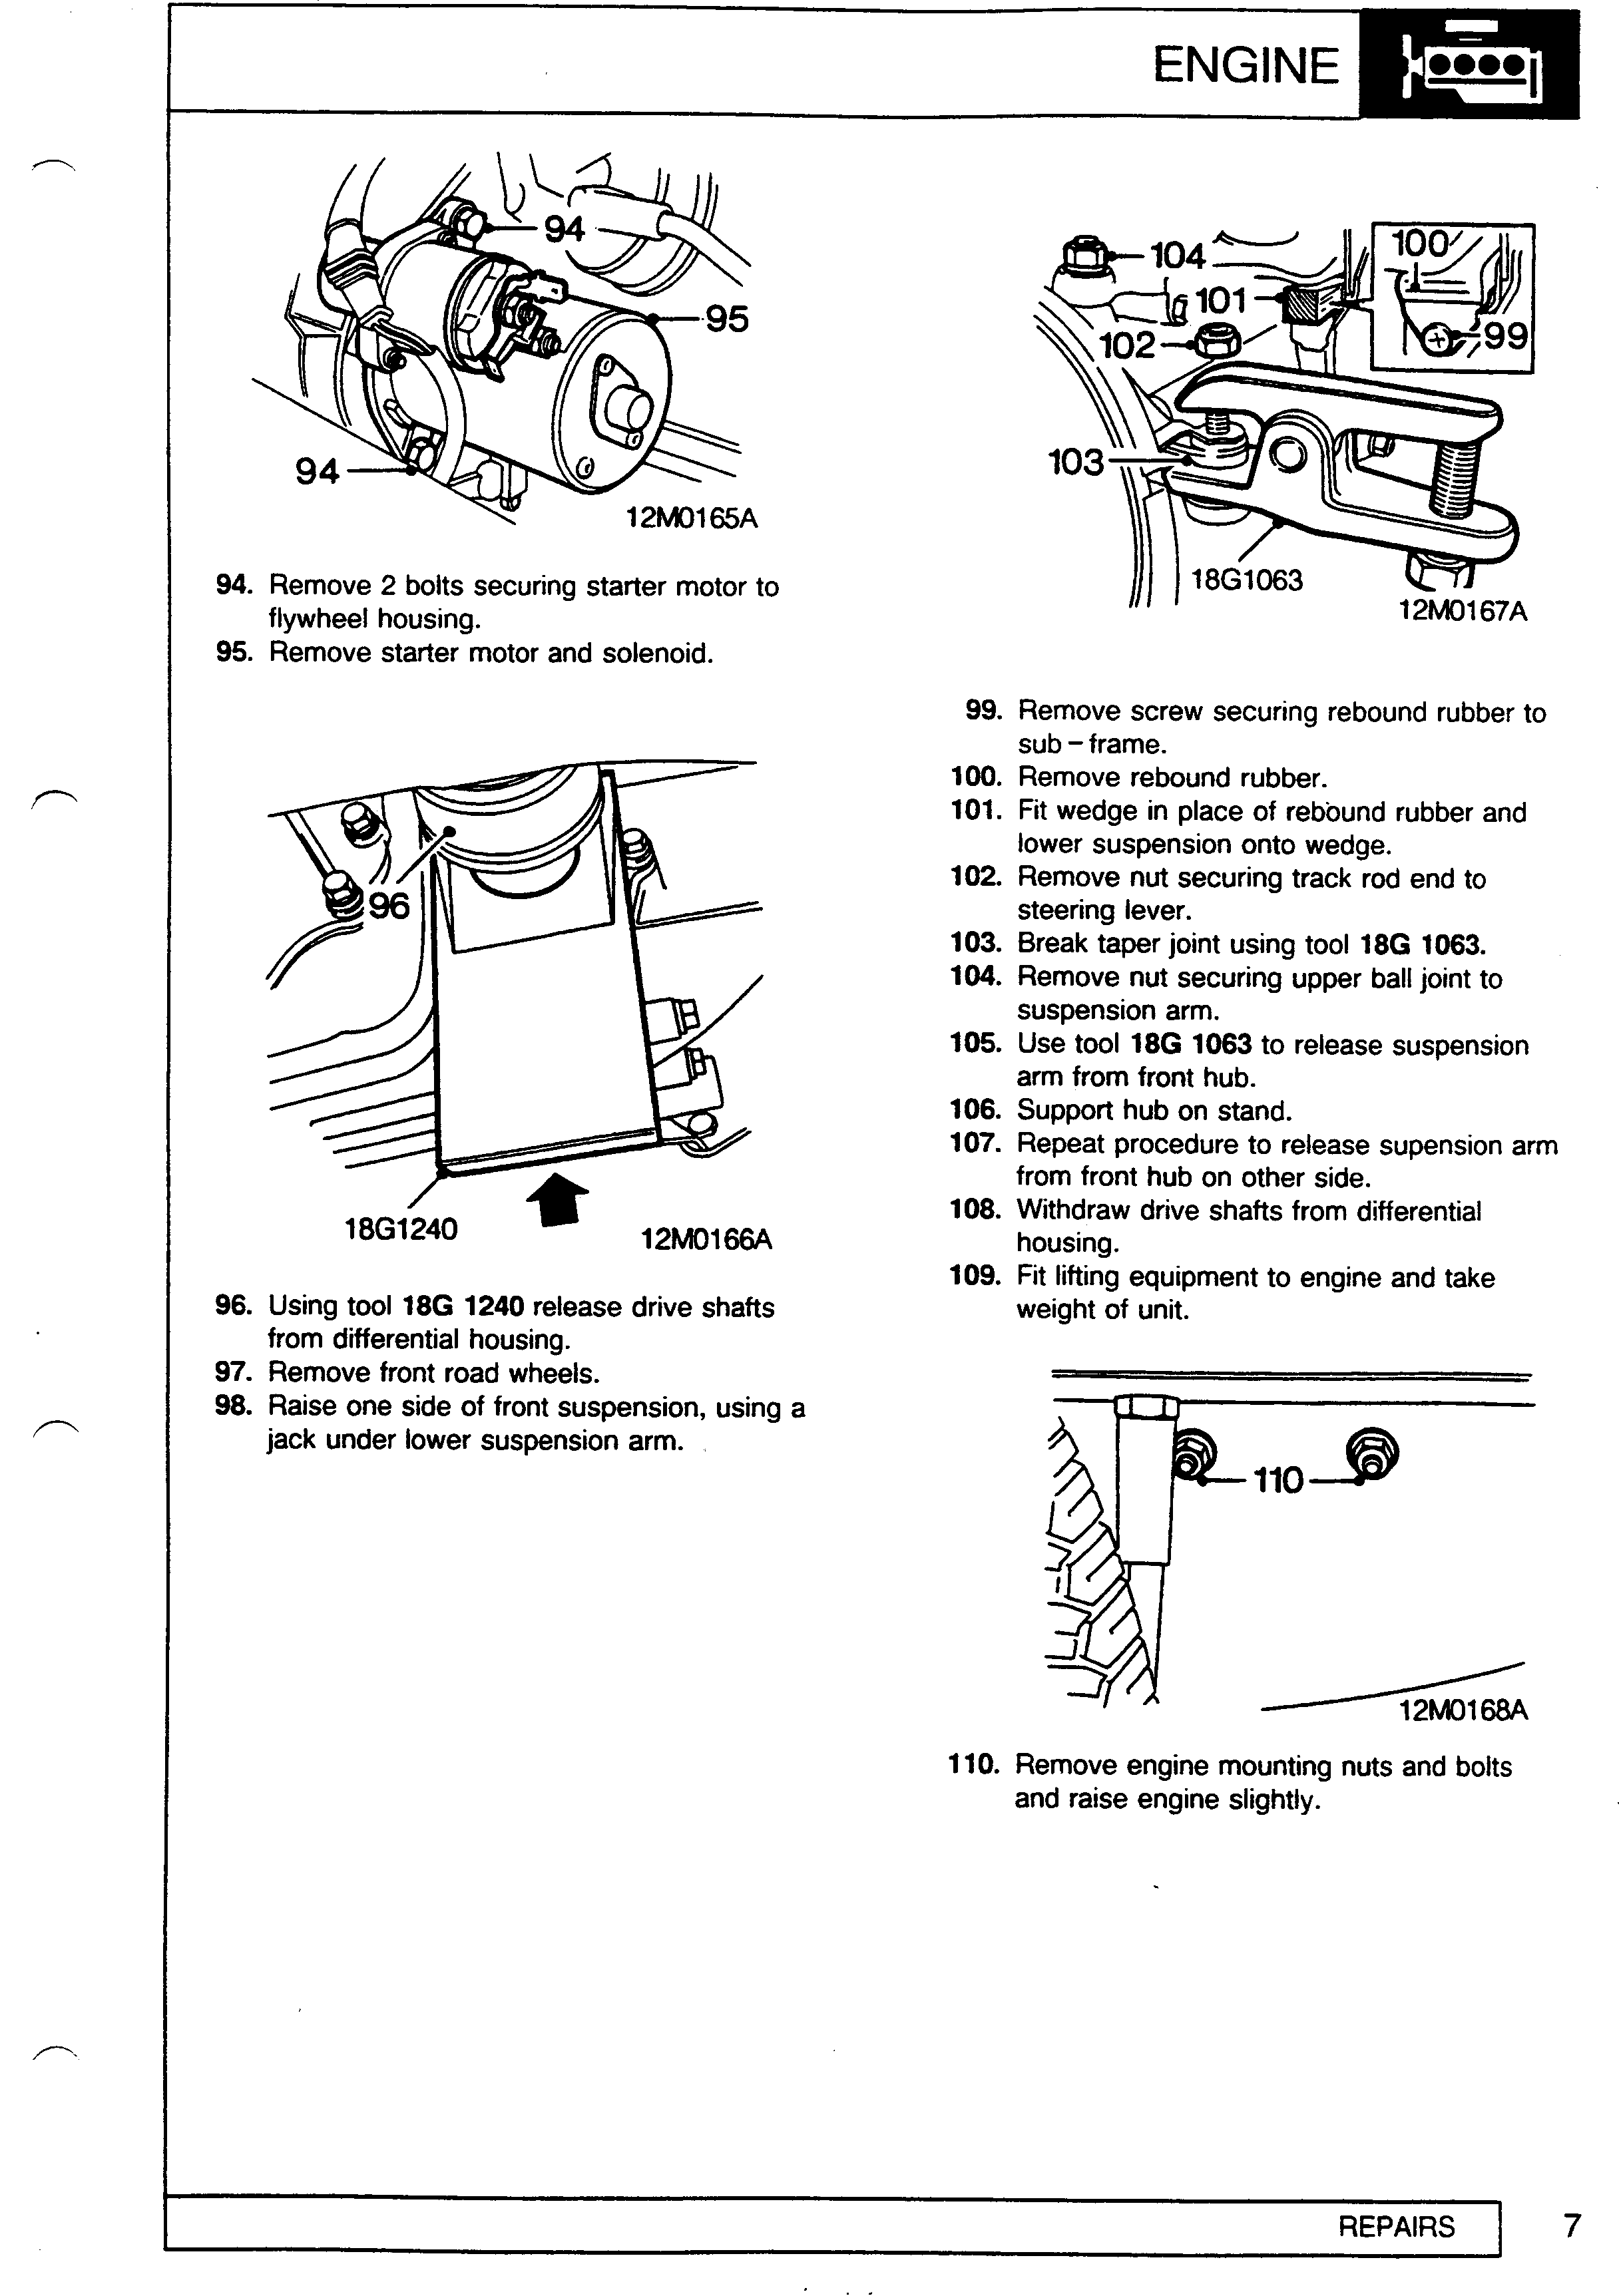 ENGINE
94
95
94
12M0165A
94. Remove 2 bolts securing starter motor to
flywheel housing.
95. Remove starter motor and solenoid.
96
18G1240
12M0166A
96. Using tool 18G 1240 release drive shafts
from differential housing.
97. Remove front road wheels.
98. Raise one side of front suspension, using a
jack under lower suspension arm.
104
100
101
99
102
103
18G1063
12M0167A
99. Remove screw securing rebound rubber to
sub – frame.
100. Remove rebound rubber.
101. Fit wedge in place of rebound rubber and
lower suspension onto wedge.
102. Remove nut securing track rod end to
steering lever.
103. Break taper joint using tool 18G 1063.
104. Remove nut securing upper ball joint to
suspension arm.
105. Use tool 18G 1063 to release suspension
arm from front hub.
106. Support hub on stand.
107. Repeat procedure to release supension arm
from front hub on other side.
108. Withdraw drive shafts from differential
housing.
109. Fit lifting equipment to engine and take
weight of unit.
110
12M0168A
110. Remove engine mounting nuts and bolts
and raise engine slightly.
REPAIRS
7